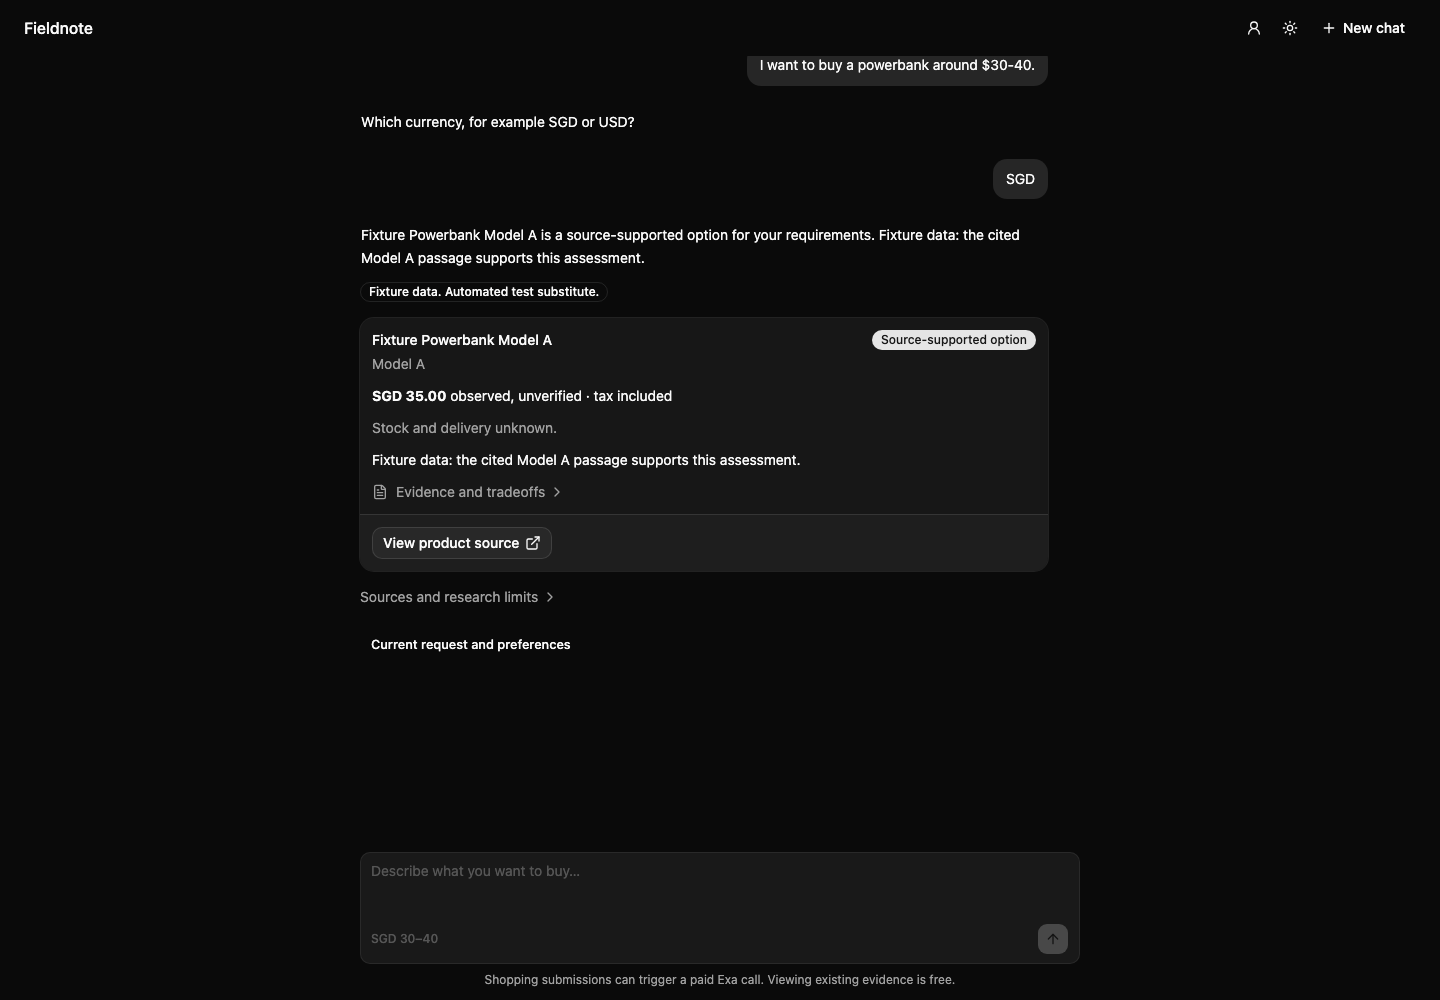 Fieldnote
New chat
I want to buy a powerbank around $30-40.
Which currency, for example SGD or USD?
SGD
Fixture Powerbank Model A is a source-supported option for your requirements. Fixture data: the cited
Model A passage supports this assessment.
Fixture data. Automated test substitute.
Fixture Powerbank Model A
Source-supported option
Model A
SGD 35.00 observed, unverified · tax included
Stock and delivery unknown.
Fixture data: the cited Model A passage supports this assessment.
Evidence and tradeoffs
View product source
Sources and research limits
Current request and preferences
Describe what you want to buy...
SGD 30–40
Shopping submissions can trigger a paid Exa call. Viewing existing evidence is free.